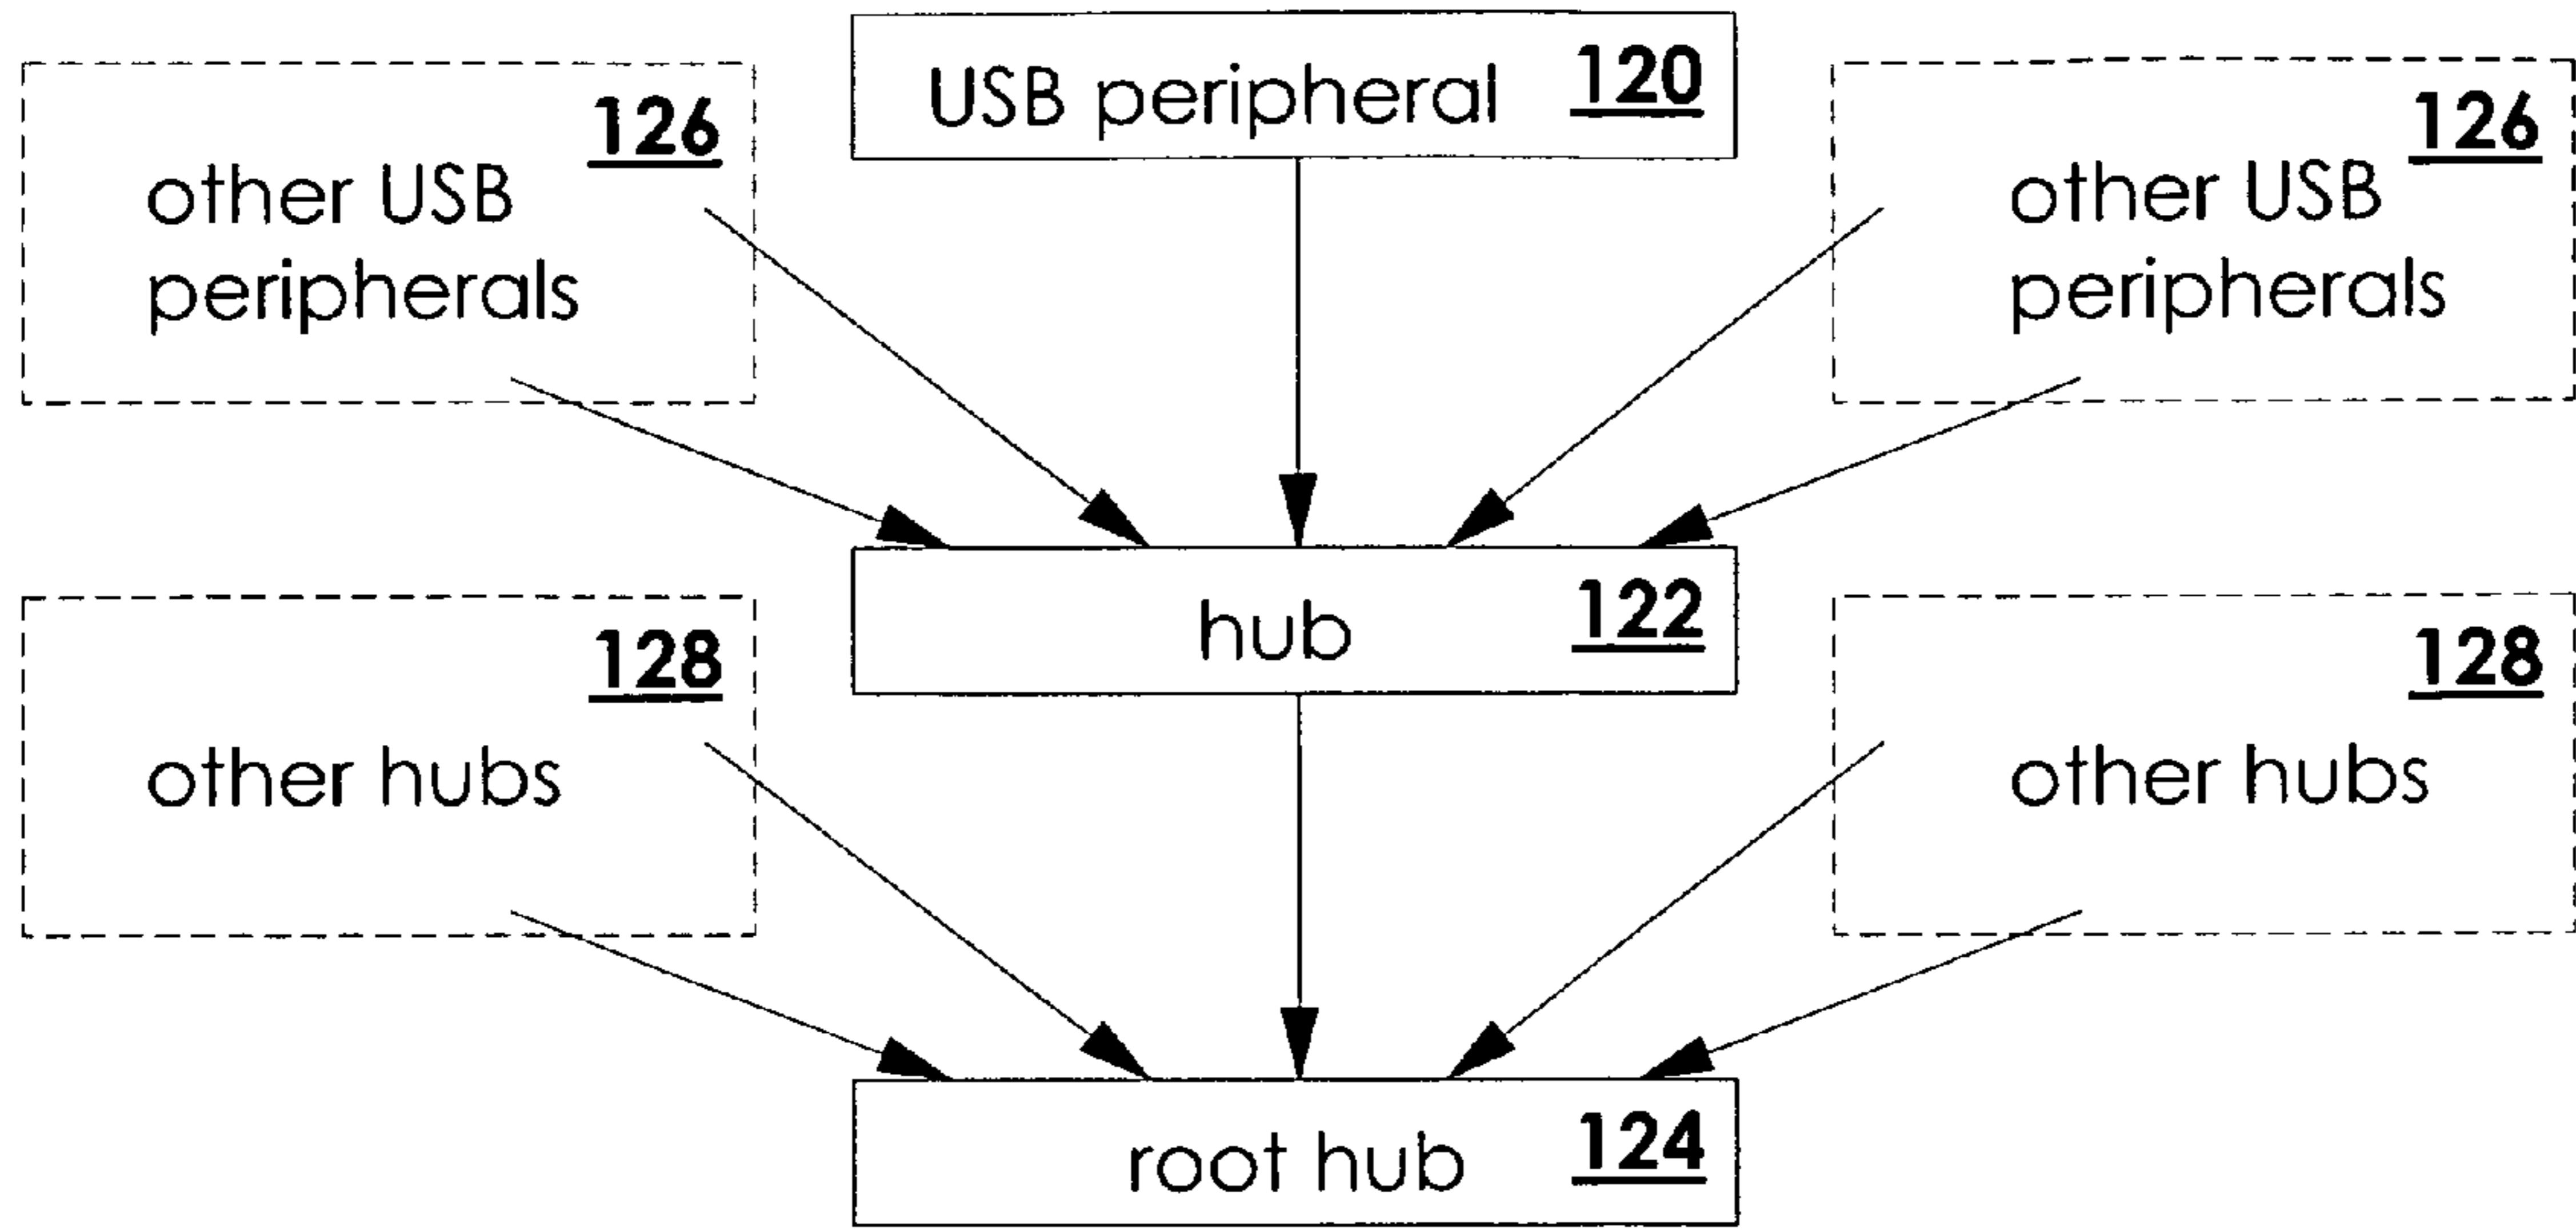 USB peripheral 120
126
other USB
peripherals
126
other USB
peripherals
hub 122
128
other hubs
128
other hubs
root hub 124